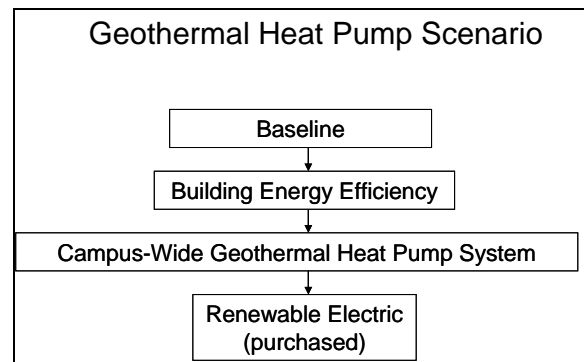 Geothermal Heat Pump Scenario
Baseline
Building Energy Efficiency
Campus-Wide Geothermal Heat Pump System
Renewable Electric
(purchased)